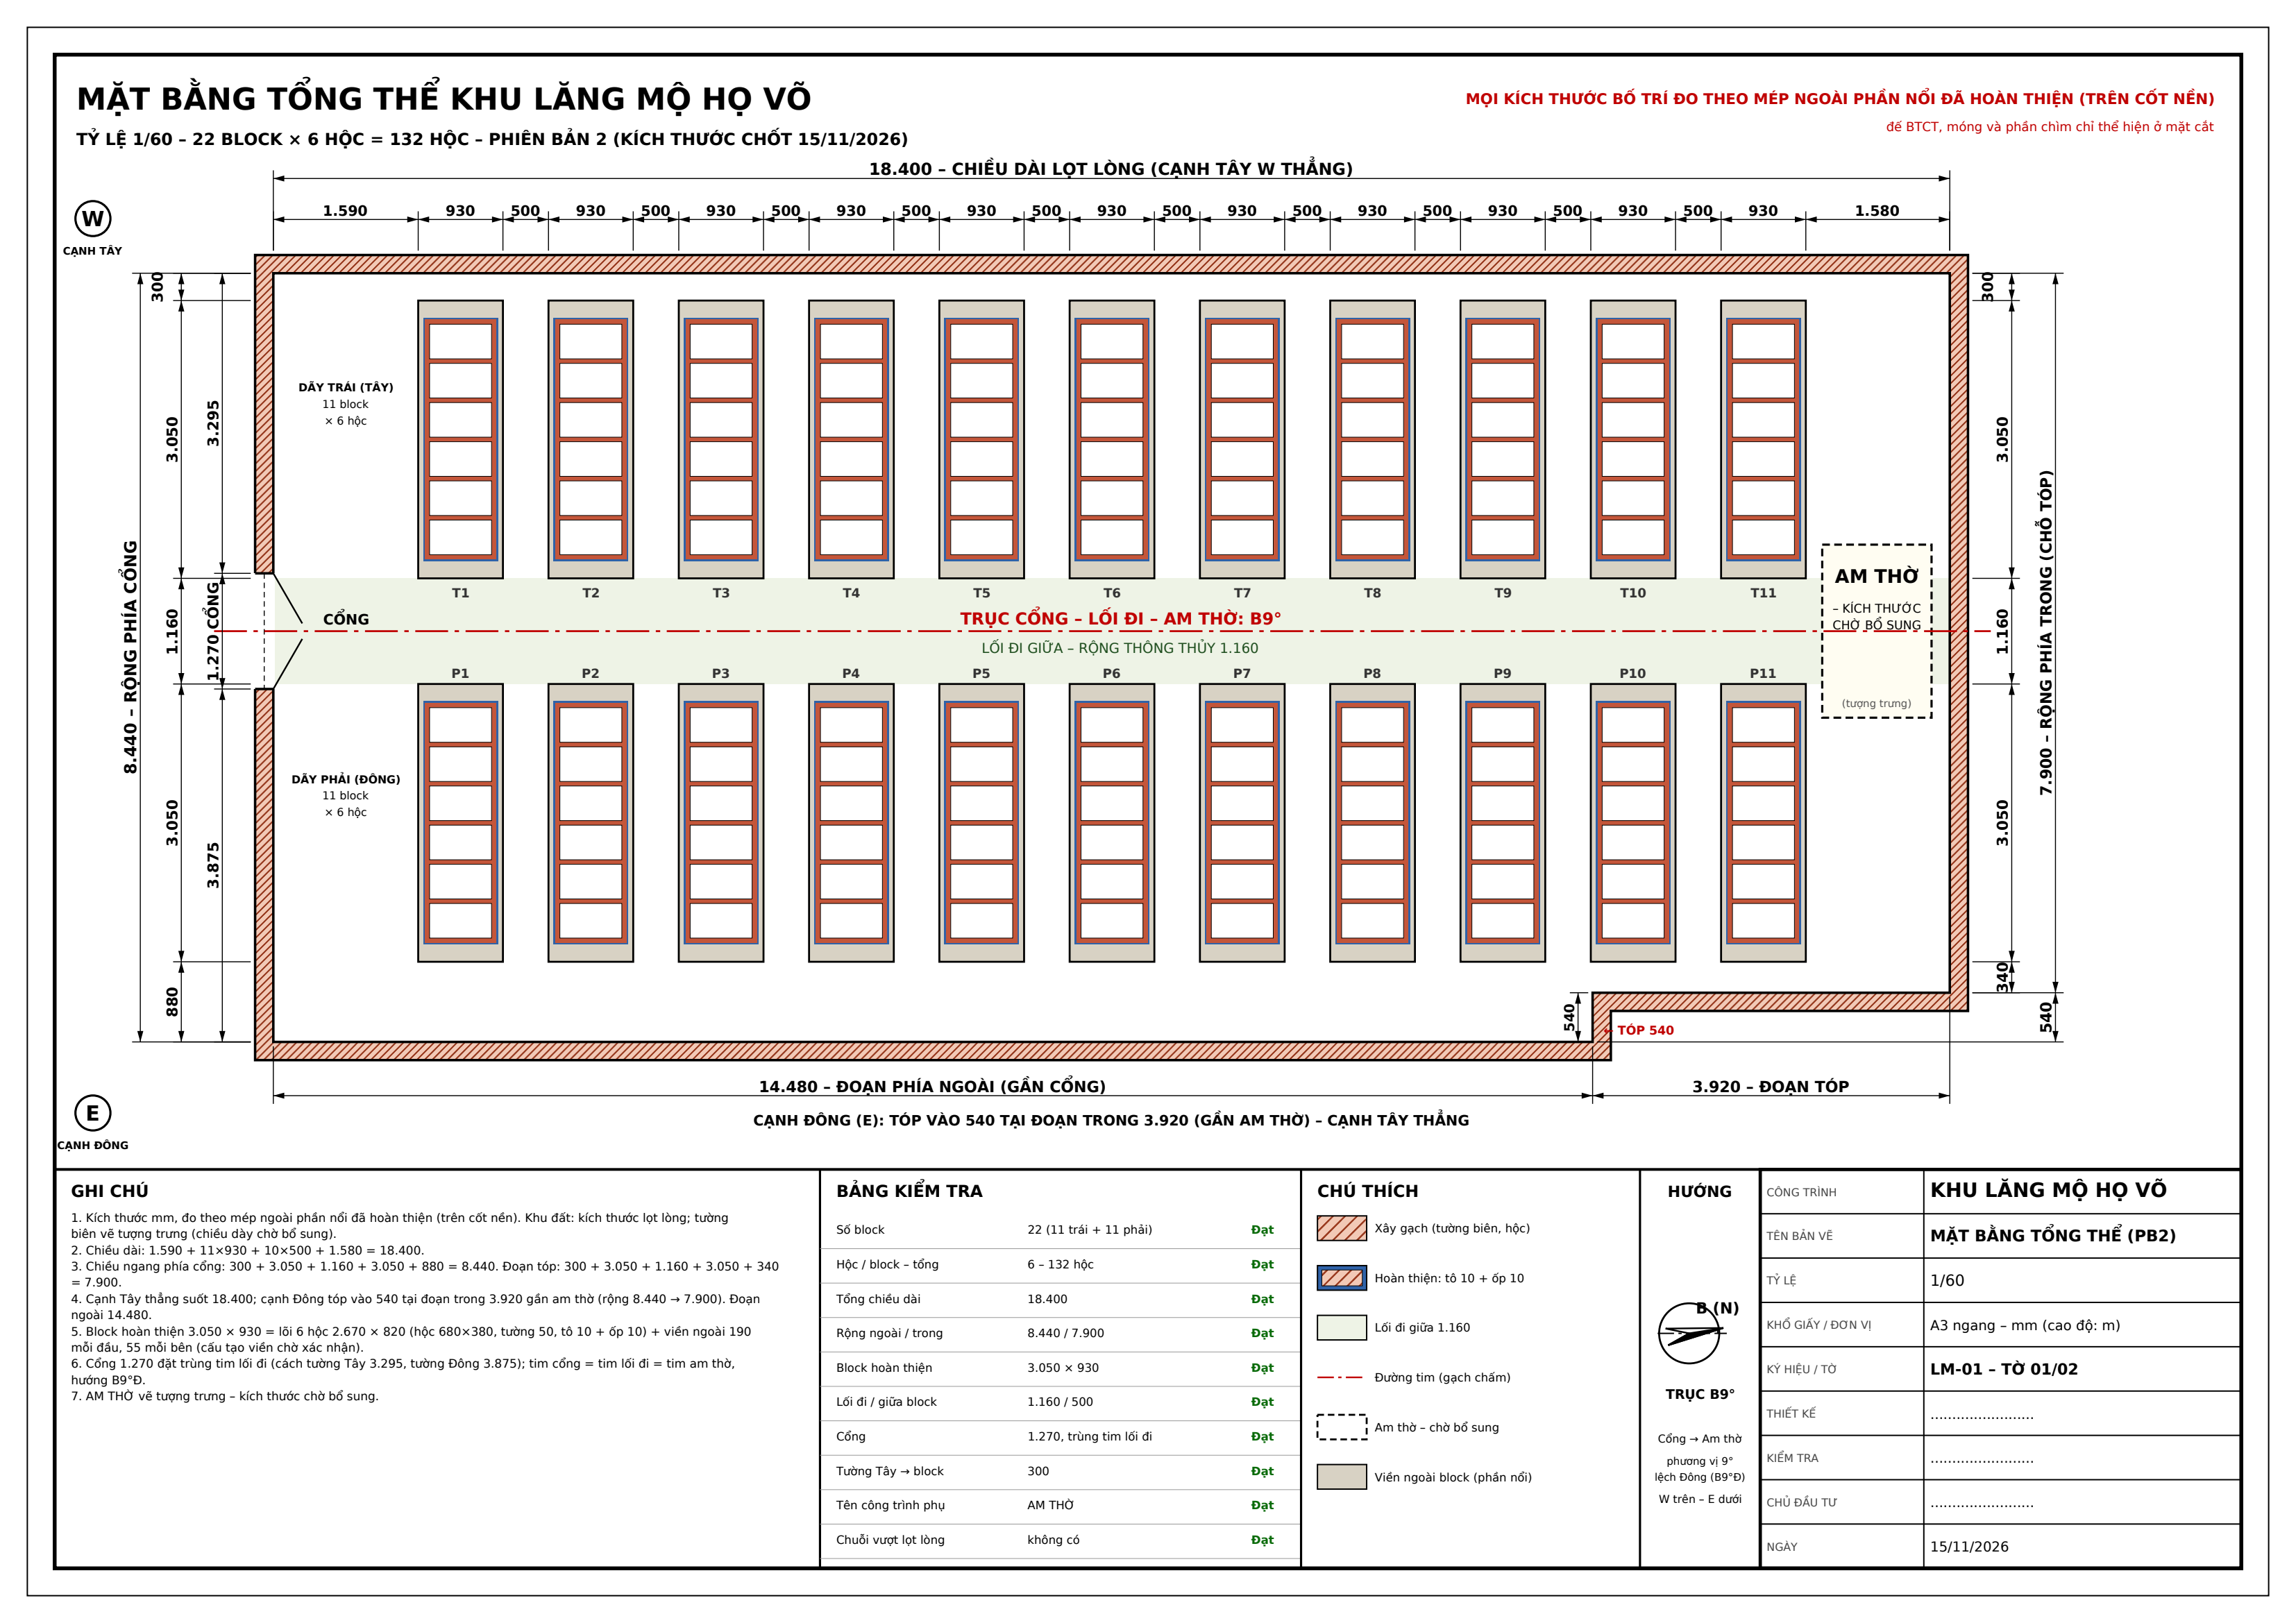 MẶT BẰNG TỔNG THỂ KHU LĂNG MỘ HỌ VÕ
TỶ LỆ 1/60 – 22 BLOCK × 6 HỘC = 132 HỘC – PHIÊN BẢN 2 (KÍCH THƯỚC CHỐT 15/11/2026)
MỌI KÍCH THƯỚC BỐ TRÍ ĐO THEO MÉP NGOÀI PHẦN NỔI ĐÃ HOÀN THIỆN (TRÊN CỐT NỀN)
đế BTCT, móng và phần chìm chỉ thể hiện ở mặt cắt
18.400 – CHIỀU DÀI LỌT LÒNG (CẠNH TÂY W THẲNG)
W
CẠNH TÂY
1.590 930 500 930 500 930 500 930 500 930 500 930 500 930 500 930 500 930 500 930 500 930 1.580
300
3.050
1.160
3.050
880
3.295
1.270 CỔNG
3.875
8.440 – RỘNG PHÍA CỔNG
DÃY TRÁI (TÂY)
11 block
× 6 hộc
T1 T2 T3 T4 T5 T6 T7 T8 T9 T10 T11
CỔNG
TRỤC CỔNG – LỐI ĐI – AM THỜ: B9°
LỐI ĐI GIỮA – RỘNG THÔNG THỦY 1.160
P1 P2 P3 P4 P5 P6 P7 P8 P9 P10 P11
AM THỜ
– KÍCH THƯỚC
CHỜ BỔ SUNG
(tượng trưng)
DÃY PHẢI (ĐÔNG)
11 block
× 6 hộc
300
3.050
1.160
3.050
340
7.900 – RỘNG PHÍA TRONG (CHỖ TÓP)
540
540
← TÓP 540
14.480 – ĐOẠN PHÍA NGOÀI (GẦN CỔNG)
3.920 – ĐOẠN TÓP
CẠNH ĐÔNG (E): TÓP VÀO 540 TẠI ĐOẠN TRONG 3.920 (GẦN AM THỜ) – CẠNH TÂY THẲNG
E
CẠNH ĐÔNG
GHI CHÚ
1. Kích thước mm, đo theo mép ngoài phần nổi đã hoàn thiện (trên cốt nền). Khu đất: kích thước lọt lòng; tường
biên vẽ tượng trưng (chiều dày chờ bổ sung).
2. Chiều dài: 1.590 + 11×930 + 10×500 + 1.580 = 18.400.
3. Chiều ngang phía cổng: 300 + 3.050 + 1.160 + 3.050 + 880 = 8.440. Đoạn tóp: 300 + 3.050 + 1.160 + 3.050 + 340
= 7.900.
4. Cạnh Tây thẳng suốt 18.400; cạnh Đông tóp vào 540 tại đoạn trong 3.920 gần am thờ (rộng 8.440 → 7.900). Đoạn
ngoài 14.480.
5. Block hoàn thiện 3.050 × 930 = lõi 6 hộc 2.670 × 820 (hộc 680×380, tường 50, tô 10 + ốp 10) + viền ngoài 190
mỗi đầu, 55 mỗi bên (cấu tạo viền chờ xác nhận).
6. Cổng 1.270 đặt trùng tim lối đi (cách tường Tây 3.295, tường Đông 3.875); tim cổng = tim lối đi = tim am thờ,
hướng B9°Đ.
7. AM THỜ vẽ tượng trưng – kích thước chờ bổ sung.
BẢNG KIỂM TRA
Số block 22 (11 trái + 11 phải) Đạt
Hộc / block – tổng 6 – 132 hộc Đạt
Tổng chiều dài 18.400 Đạt
Rộng ngoài / trong 8.440 / 7.900 Đạt
Block hoàn thiện 3.050 × 930 Đạt
Lối đi / giữa block 1.160 / 500 Đạt
Cổng 1.270, trùng tim lối đi Đạt
Tường Tây → block 300 Đạt
Tên công trình phụ AM THỜ Đạt
Chuỗi vượt lọt lòng không có Đạt
CHÚ THÍCH
Xây gạch (tường biên, hộc)
Hoàn thiện: tô 10 + ốp 10
Lối đi giữa 1.160
Đường tim (gạch chấm)
Am thờ – chờ bổ sung
Viền ngoài block (phần nổi)
HƯỚNG
B (N)
TRỤC B9°
Cổng → Am thờ
phương vị 9°
lệch Đông (B9°Đ)
W trên – E dưới
CÔNG TRÌNH KHU LĂNG MỘ HỌ VÕ
TÊN BẢN VẼ MẶT BẰNG TỔNG THỂ (PB2)
TỶ LỆ 1/60
KHỔ GIẤY / ĐƠN VỊ A3 ngang – mm (cao độ: m)
KÝ HIỆU / TỜ LM-01 – TỜ 01/02
THIẾT KẾ ........................
KIỂM TRA ........................
CHỦ ĐẦU TƯ ........................
NGÀY 15/11/2026